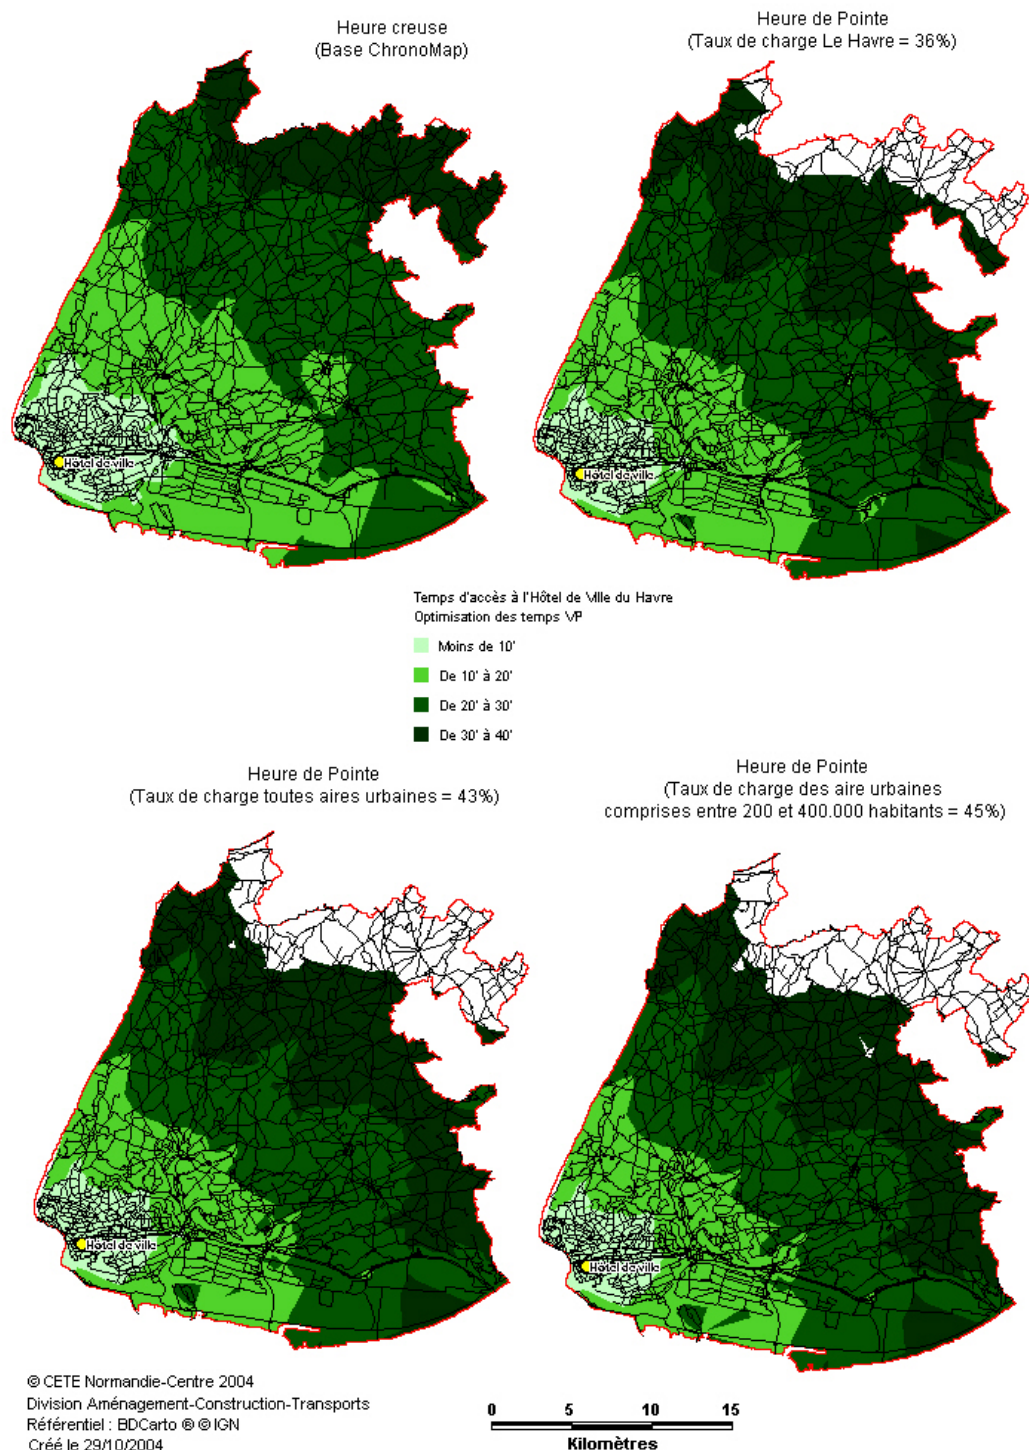 Heure creuse
(Base ChronoMap)
Heure de Pointe
(Taux de charge Le Havre = 36%)
Hôtel de ville
Hôtel de ville
Temps d'accès à l'Hôtel de Ville du Havre
Optimisation des temps VP
Moins de 10'
De 10' à 20'
De 20' à 30'
De 30' à 40'
Heure de Pointe
(Taux de charge toutes aires urbaines = 43%)
Heure de Pointe
(Taux de charge des aire urbaines
comprises entre 200 et 400.000 habitants = 45%)
Hôtel de ville
Hôtel de ville
© CETE Normandie-Centre 2004
Division Aménagement-Construction-Transports
Référentiel : BDCarto ® © IGN
Créé le 29/10/2004
0 5 10 15
Kilomètres